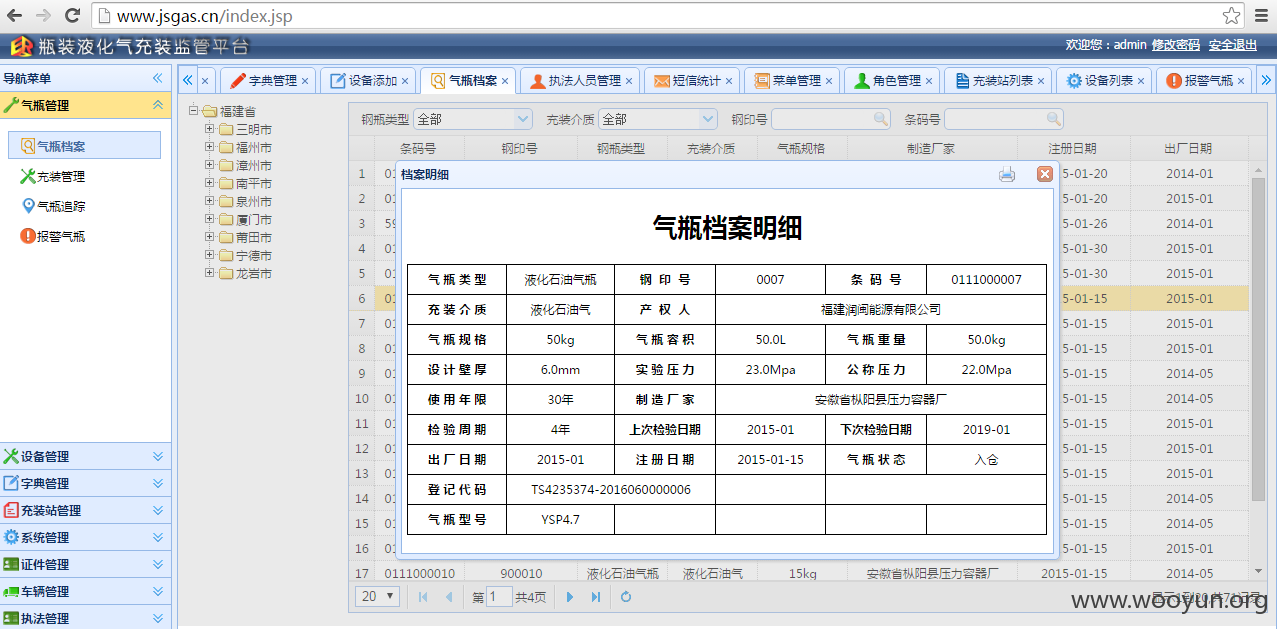 www.jsgas.cn/index.jsp
瓶装液化气充装监管平台 欢迎您：admin 修改密码 安全退出
导航菜单
气瓶管理
气瓶档案
充装管理
气瓶追踪
报警气瓶
设备管理
字典管理
充装站管理
系统管理
证件管理
车辆管理
执法管理
字典管理 设备添加 气瓶档案 执法人员管理 短信统计 菜单管理 角色管理 充装站列表 设备列表 报警气瓶
福建省
三明市
福州市
漳州市
南平市
泉州市
厦门市
莆田市
宁德市
龙岩市
钢瓶类型 全部 充装介质 全部 钢印号 条码号
条码号 钢印号 钢瓶类型 充装介质 气瓶规格 制造厂家 注册日期 出厂日期
1 01 5-01-20 2014-01
2 01 5-01-20 2015-01
3 59 5-01-26 2014-01
4 01 5-01-30 2015-01
5 01 5-01-30 2015-01
6 01 5-01-15 2015-01
7 01 5-01-15 2015-01
8 01 5-01-15 2015-01
9 01 5-01-15 2014-05
10 01 5-01-15 2014-05
11 01 5-01-15 2014-05
12 01 5-01-15 2015-01
13 01 5-01-15 2015-01
14 01 5-01-15 2014-05
15 01 5-01-15 2014-05
16 01 5-01-15 2015-01
17 0111000010 900010 液化石油气瓶 液化石油气 15kg 安徽省枞阳县压力容器厂 2015-01-15 2014-05
档案明细
气瓶档案明细
气瓶类型 液化石油气瓶 钢印号 0007 条码号 0111000007
充装介质 液化石油气 产权人 福建润闽能源有限公司
气瓶规格 50kg 气瓶容积 50.0L 气瓶重量 50.0kg
设计壁厚 6.0mm 实验压力 23.0Mpa 公称压力 22.0Mpa
使用年限 30年 制造厂家 安徽省枞阳县压力容器厂
检验周期 4年 上次检验日期 2015-01 下次检验日期 2019-01
出厂日期 2015-01 注册日期 2015-01-15 气瓶状态 入仓
登记代码 TS4235374-2016060000006
气瓶型号 YSP4.7
20 第 1 共4页
www.wooyun.org